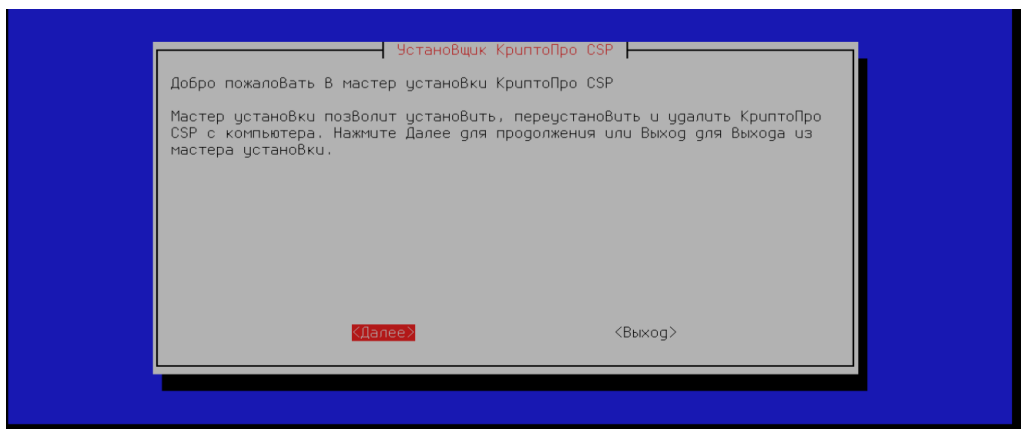 Установщик КриптоПро CSP
Добро пожаловать в мастер установки КриптоПро CSP
Мастер установки позволит установить, переустановить и удалить КриптоПро
CSP с компьютера. Нажмите Далее для продолжения или Выход для выхода из
мастера установки.
<Далее> <Выход>